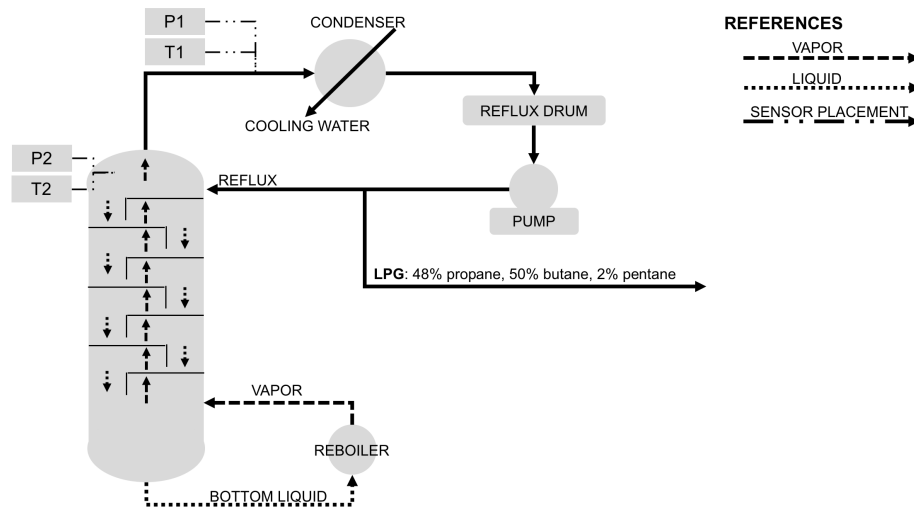 P1
T1
CONDENSER
COOLING WATER
REFLUX DRUM
PUMP
REFERENCES
VAPOR
LIQUID
SENSOR PLACEMENT
P2
T2
REFLUX
LPG: 48% propane, 50% butane, 2% pentane
VAPOR
REBOILER
BOTTOM LIQUID